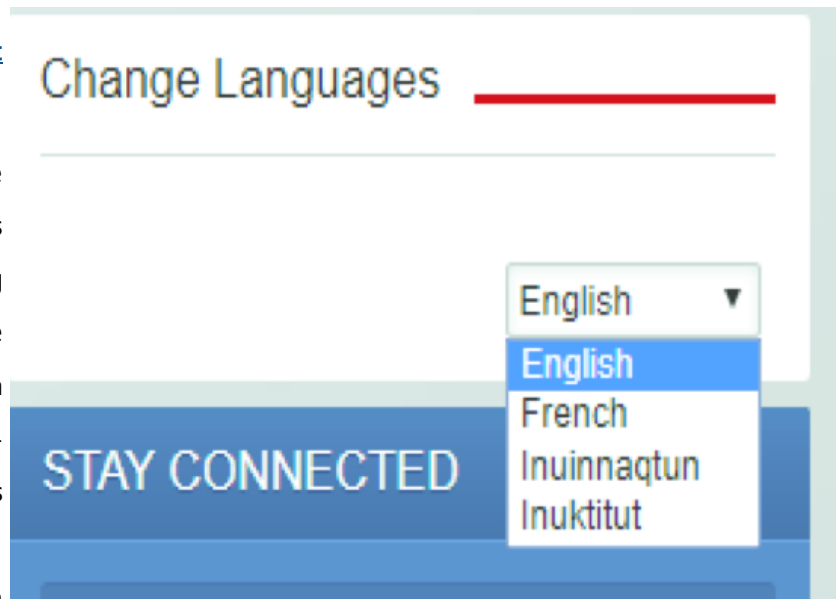 Change Languages
English
English
French
Inuinnaqtun
Inuktitut
STAY CONNECTED